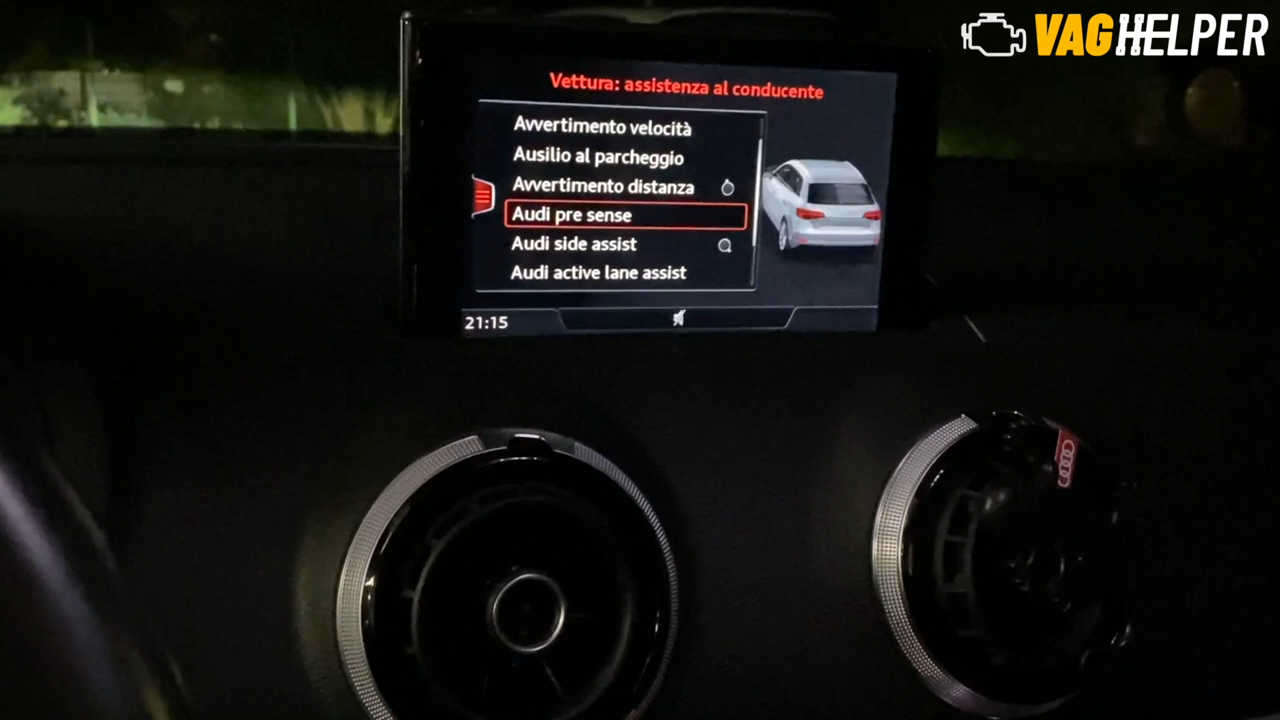 VAGHELPER
Vettura: assistenza al conducente
Avvertimento velocità
Ausilio al parcheggio
Avvertimento distanza
Audi pre sense
Audi side assist
Audi active lane assist
21:15